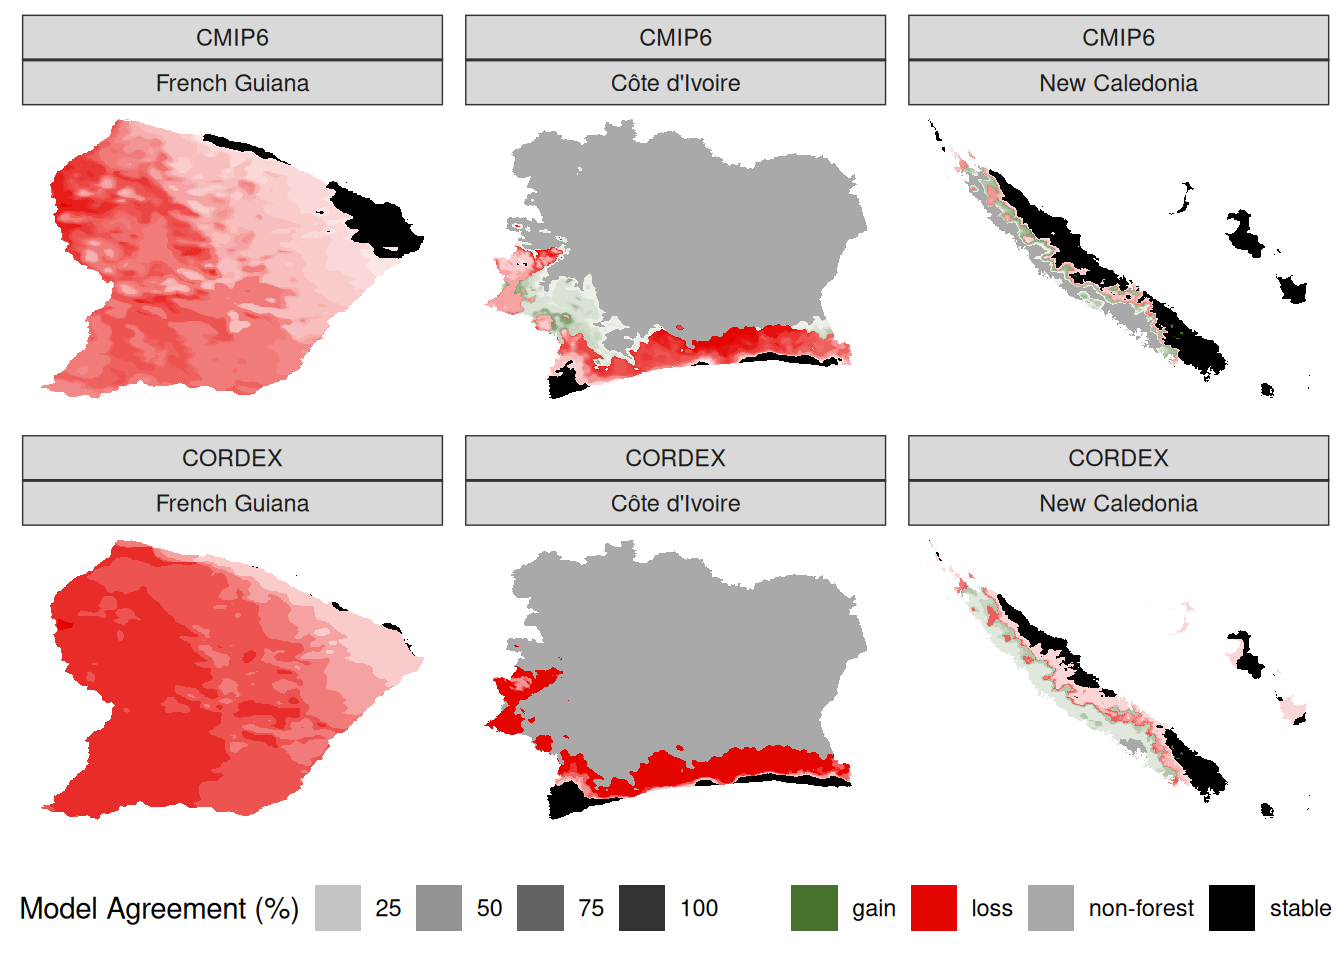 CMIP6
French Guiana
CMIP6
Côte d'Ivoire
CMIP6
New Caledonia
CORDEX
French Guiana
CORDEX
Côte d'Ivoire
CORDEX
New Caledonia
Model Agreement (%) 25 50 75 100 gain loss non-forest stable